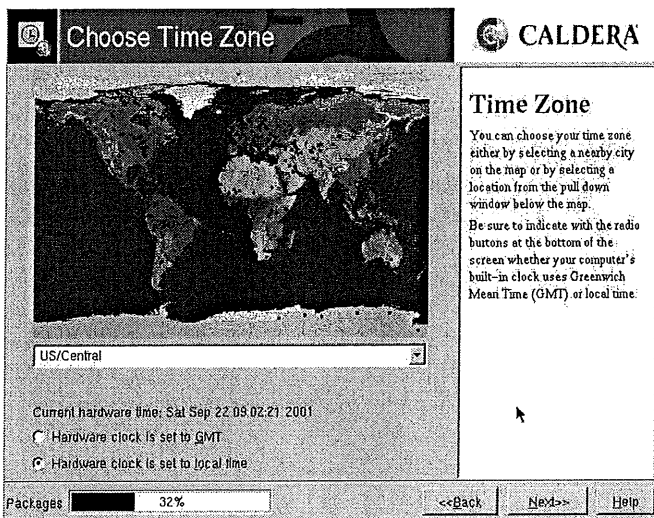 Choose Time Zone
CALDERA
Time Zone
You can choose your time zone
either by selecting a nearby city
on the map or by selecting a
location from the pull down
window below the map.
Be sure to indicate with the radio
buttons at the bottom of the
screen whether your computer's
built-in clock uses Greenwich
Mean Time (GMT) or local time.
US/Central
Current hardware time: Sat Sep 22 09:02:21 2001
Hardware clock is set to GMT
Hardware clock is set to local time
Packages 32%
<<Back Next>> Help